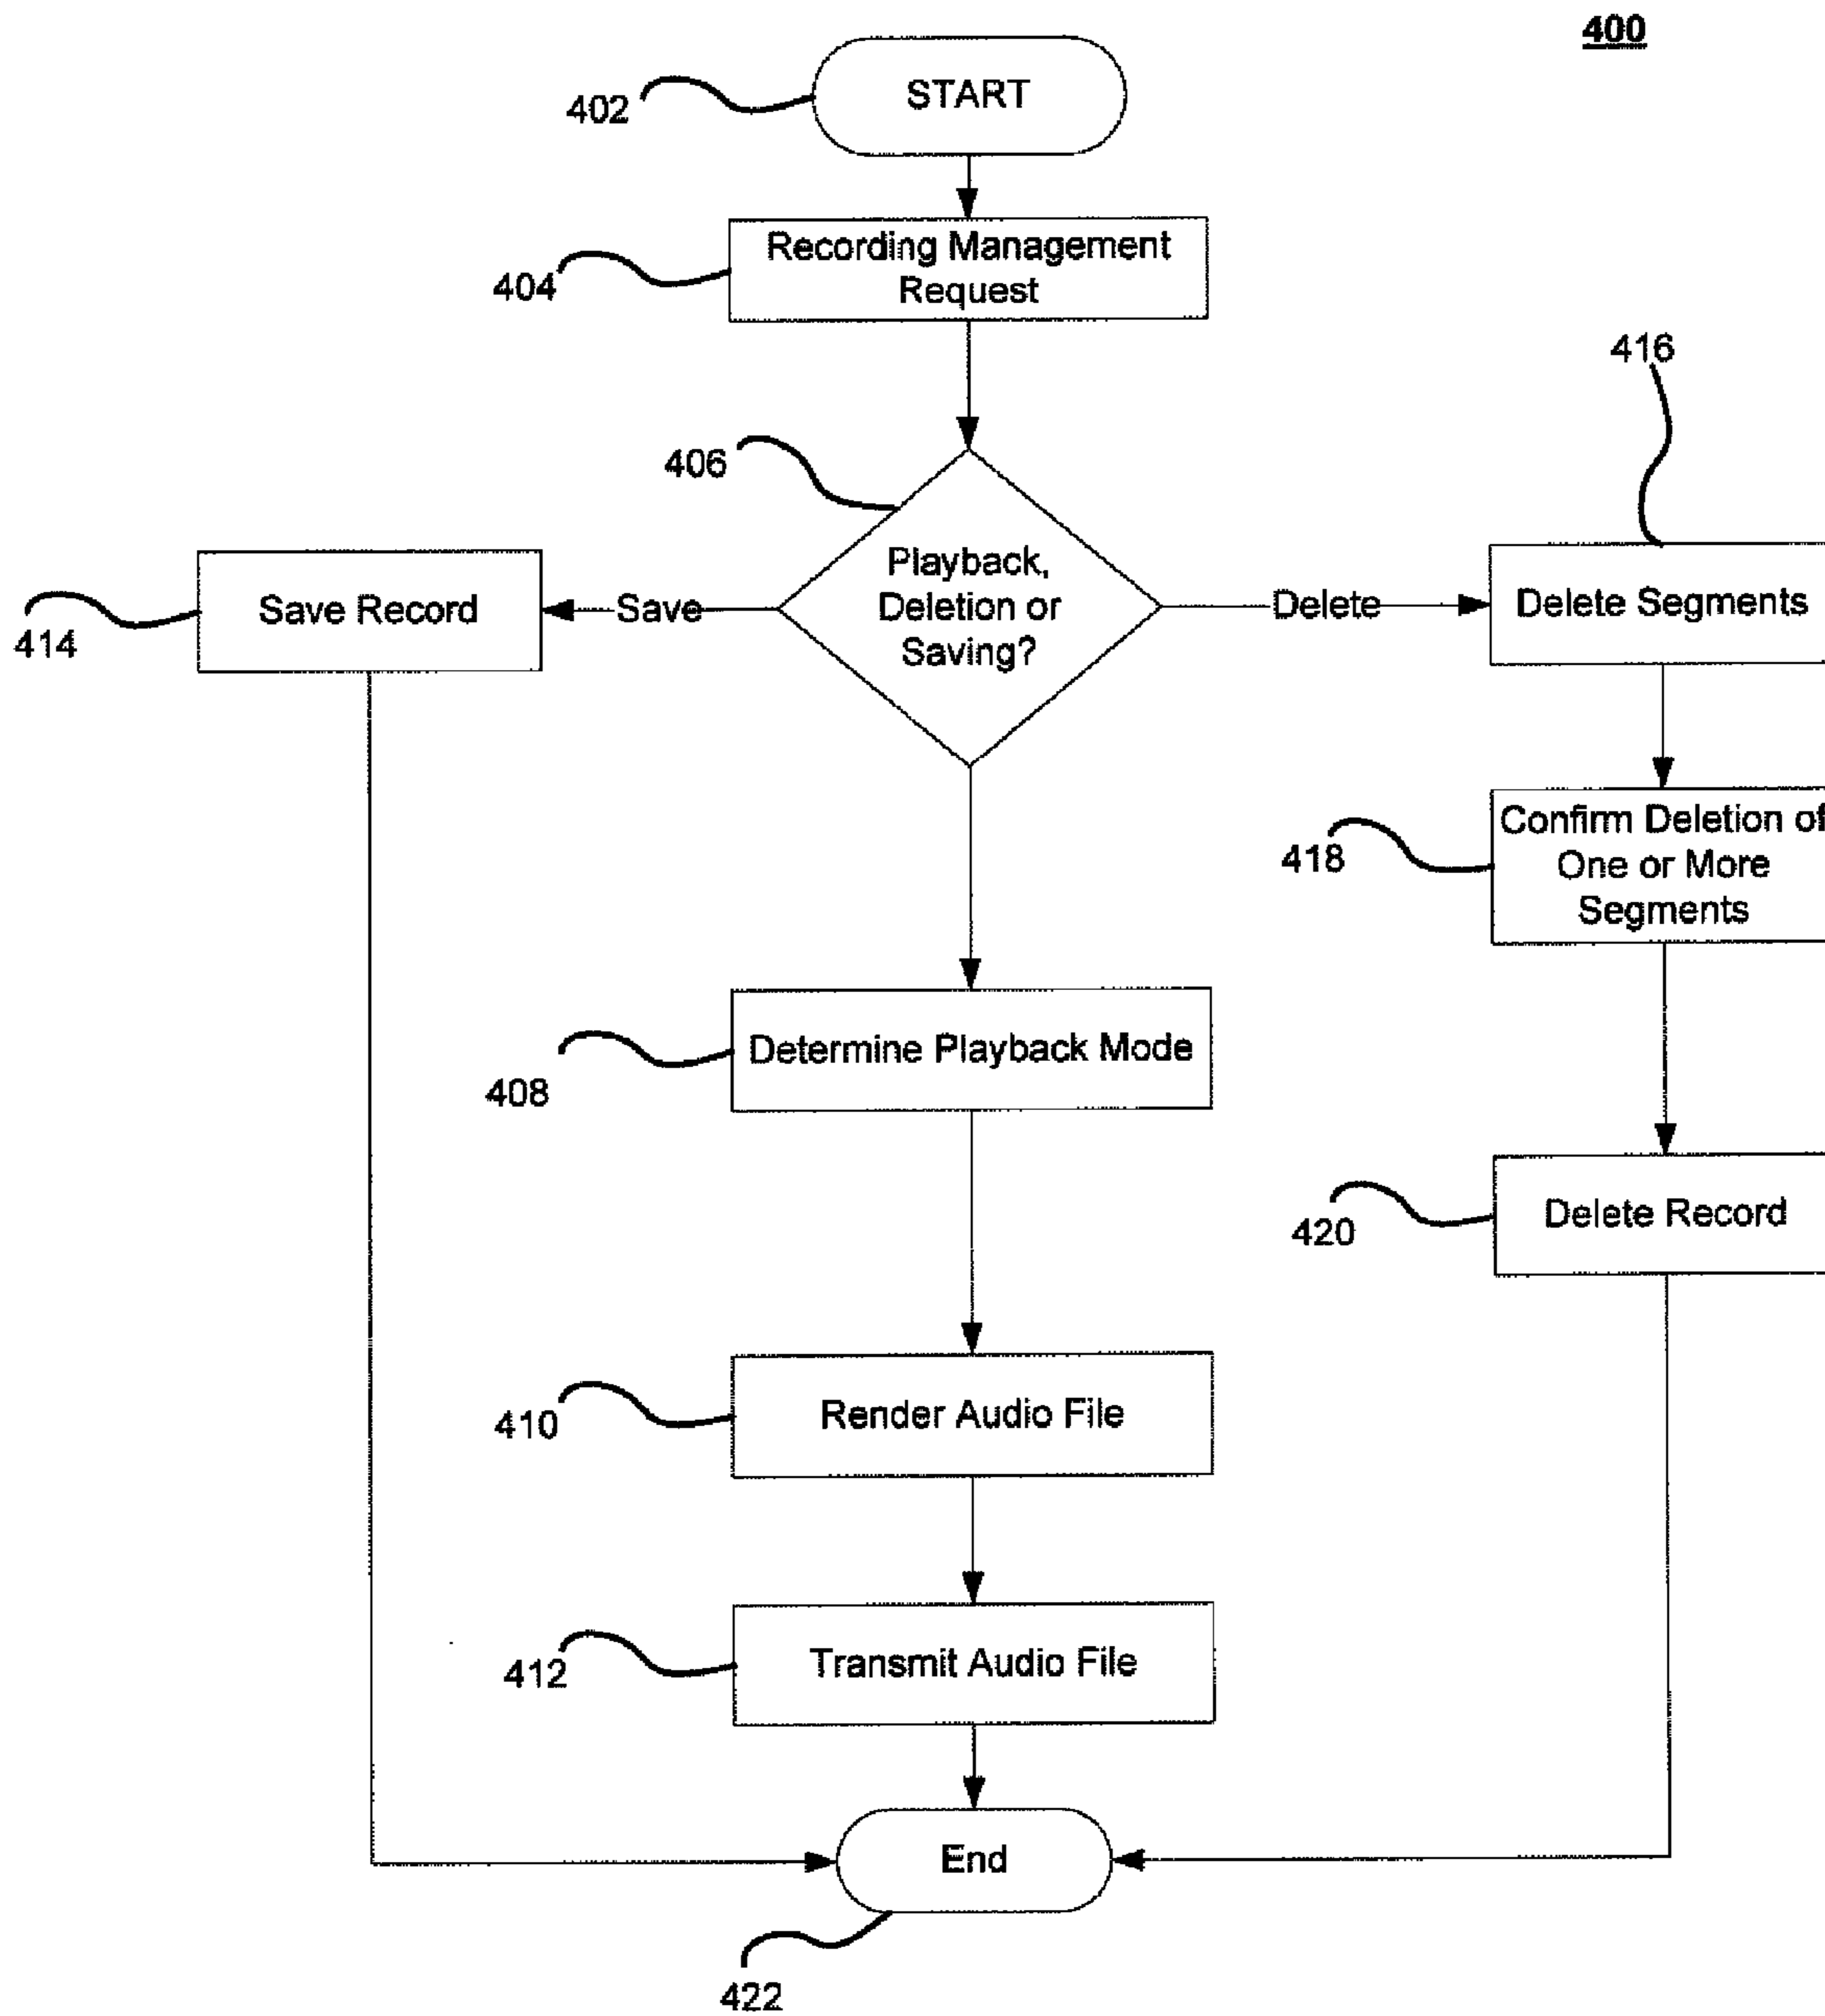 400
402
START
404
Recording Management
Request
406
Playback,
Deletion or
Saving?
Save
Delete
414
Save Record
416
Delete Segments
418
Confirm Deletion of
One or More
Segments
408
Determine Playback Mode
420
Delete Record
410
Render Audio File
412
Transmit Audio File
End
422